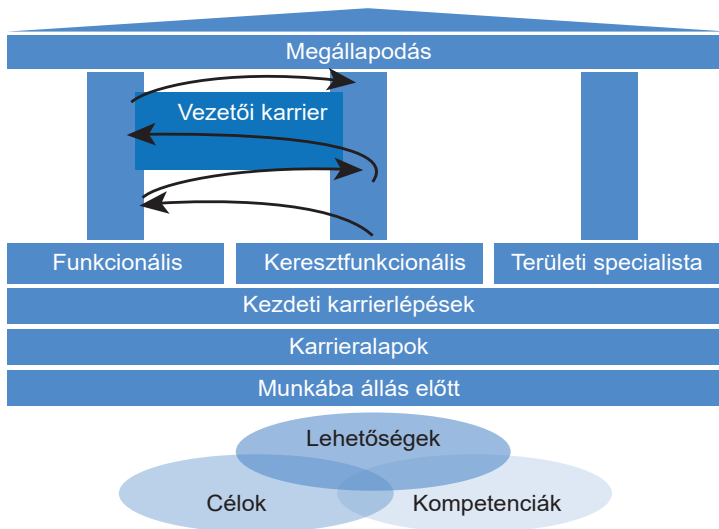 Megállapodás
Vezetői karrier
Funkcionális
Keresztfunkcionális
Területi specialista
Kezdeti karrierlépések
Karrieralapok
Munkába állás előtt
Lehetőségek
Célok
Kompetenciák